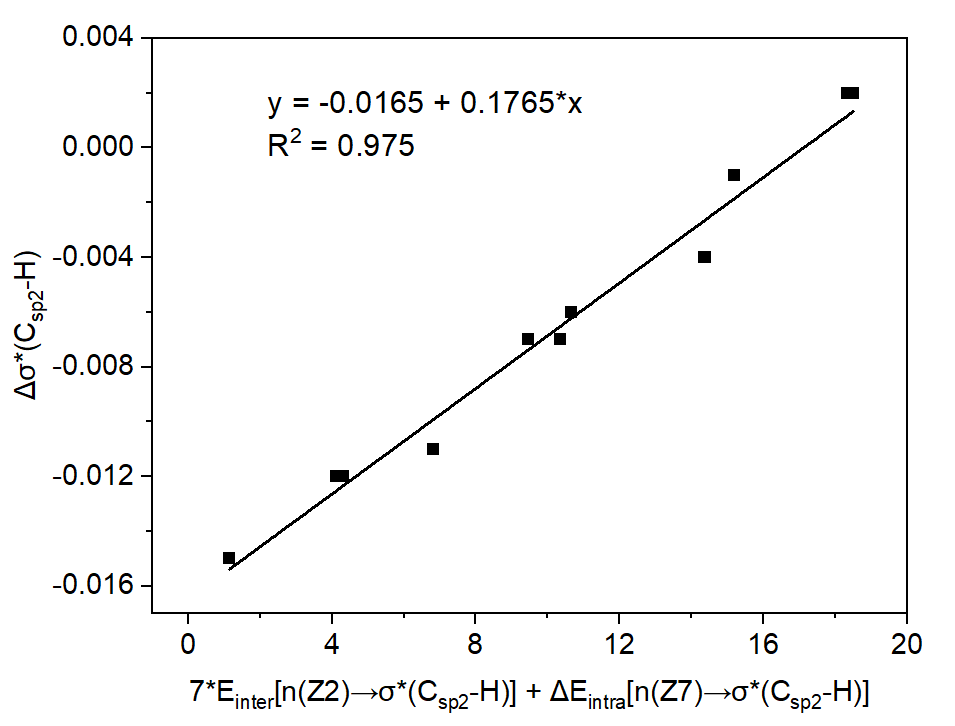 0.004
y = -0.0165 + 0.1765*x
R² = 0.975
0.000
-0.004
-0.008
-0.012
-0.016
Δσ*(Csp2-H)
0 4 8 12 16 20
7*Einter[n(Z2)→σ*(Csp2-H)] + ΔEintra[n(Z7)→σ*(Csp2-H)]